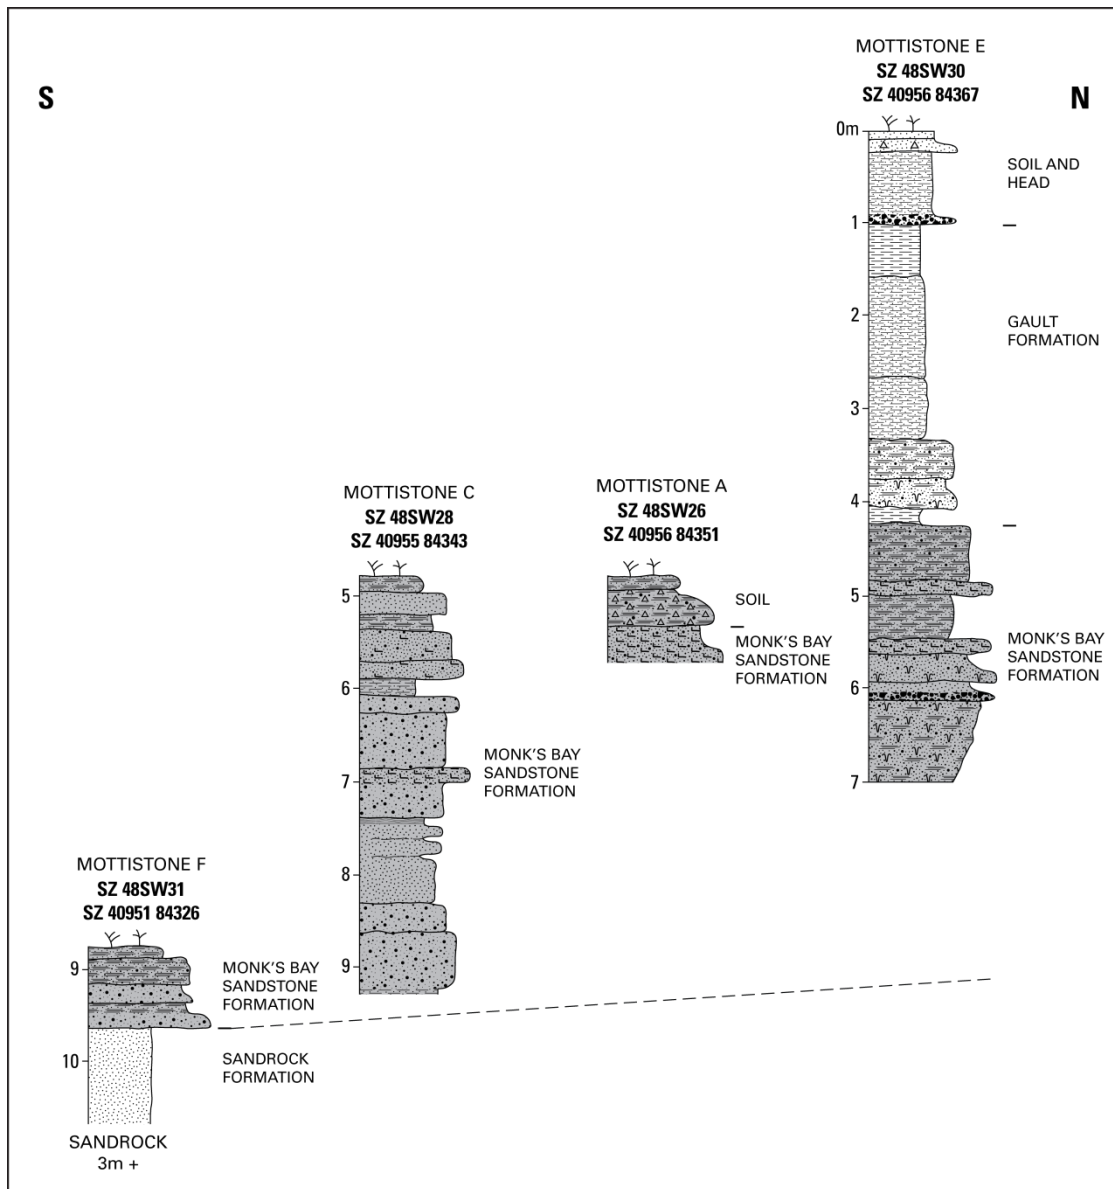 S
N
MOTTISTONE E
SZ 48SW30
SZ 40956 84367
0m
1
2
3
4
5
6
7
SOIL AND
HEAD
GAULT
FORMATION
MONK'S BAY
SANDSTONE
FORMATION
MOTTISTONE A
SZ 48SW26
SZ 40956 84351
SOIL
MONK'S BAY
SANDSTONE
FORMATION
MOTTISTONE C
SZ 48SW28
SZ 40955 84343
5
6
7
8
9
MONK'S BAY
SANDSTONE
FORMATION
MOTTISTONE F
SZ 48SW31
SZ 40951 84326
9
10
MONK'S BAY
SANDSTONE
FORMATION
SANDROCK
FORMATION
SANDROCK
3m +